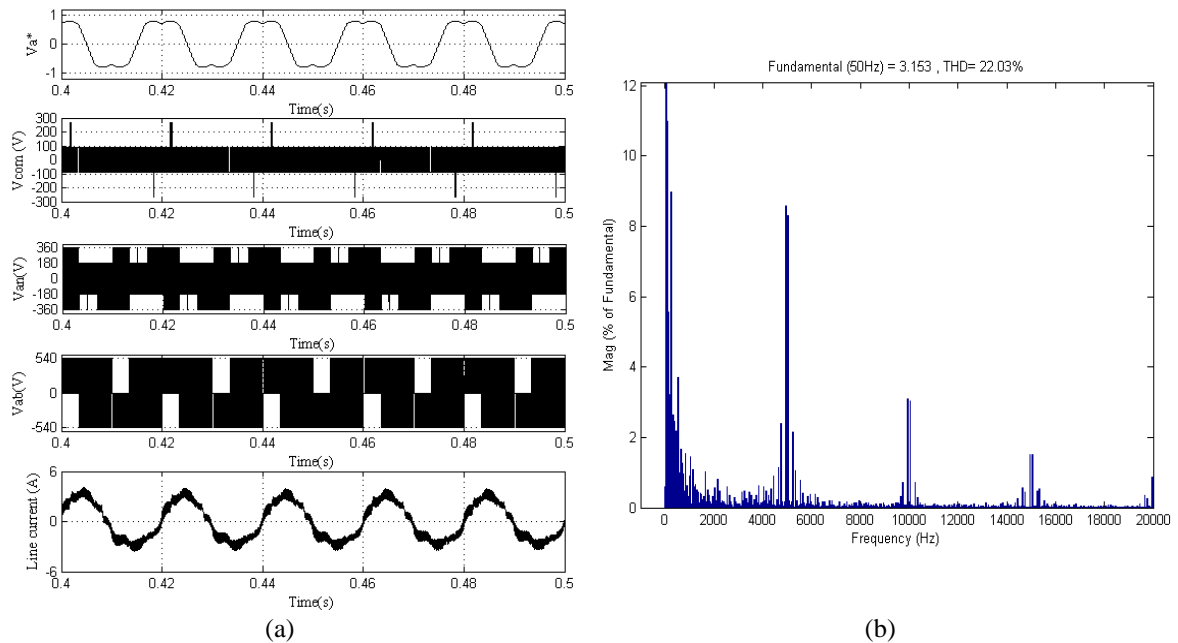 1
0
-1
Va*
0.4 0.42 0.44 0.46 0.48 0.5
Time(s)
300
200
100
0
-100
-200
-300
Vcom (V)
0.4 0.42 0.44 0.46 0.48 0.5
Time(s)
360
180
0
-180
-360
Van(V)
0.4 0.42 0.44 0.46 0.48 0.5
Time(s)
540
0
-540
Vab(V)
0.4 0.42 0.44 0.46 0.48 0.5
Time(s)
6
0
-6
Line current (A)
0.4 0.42 0.44 0.46 0.48 0.5
Time(s)
(a)
Fundamental (50Hz) = 3.153 , THD= 22.03%
12
10
8
6
4
2
0
Mag (% of Fundamental)
0 2000 4000 6000 8000 10000 12000 14000 16000 18000 20000
Frequency (Hz)
(b)